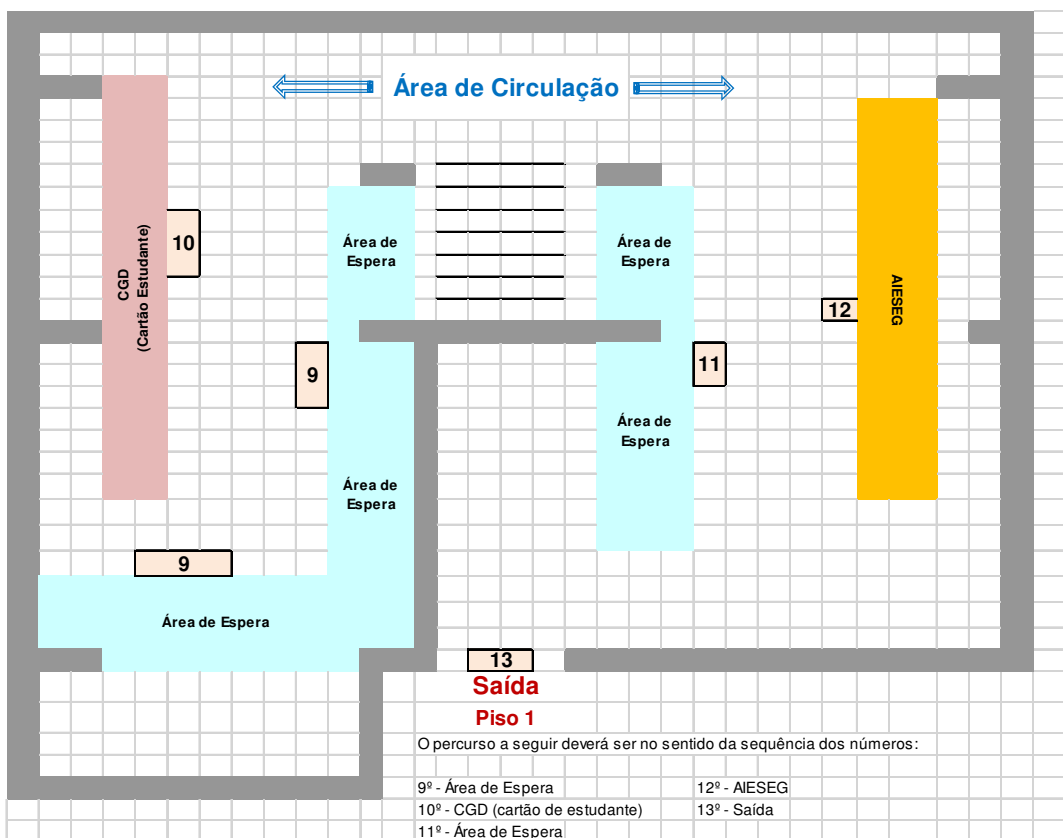 Área de Circulação
CGD
(Cartão Estudante)
10
Área de
Espera
Área de
Espera
AIESEG
12
9
11
Área de
Espera
Área de
Espera
9
Área de Espera
13
Saída
Piso 1
O percurso a seguir deverá ser no sentido da sequência dos números:
9º - Área de Espera
12º - AIESEG
10º - CGD (cartão de estudante)
13º - Saída
11º - Área de Espera